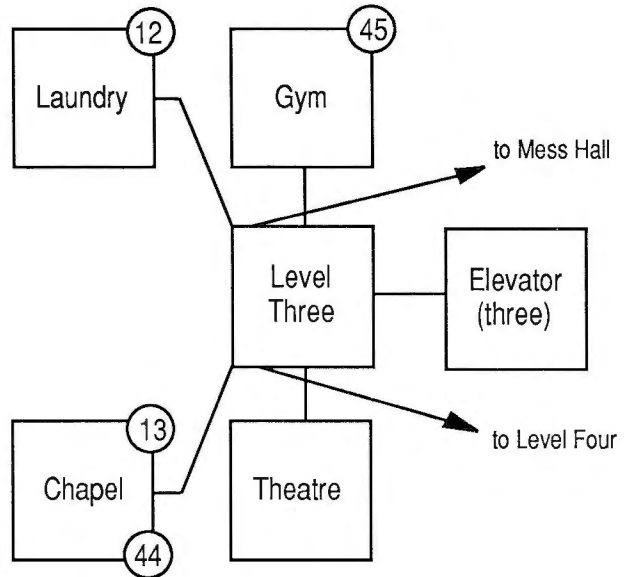 12
45
Laundry
Gym
to Mess Hall
Level
Three
Elevator
(three)
13
to Level Four
Chapel
Theatre
44